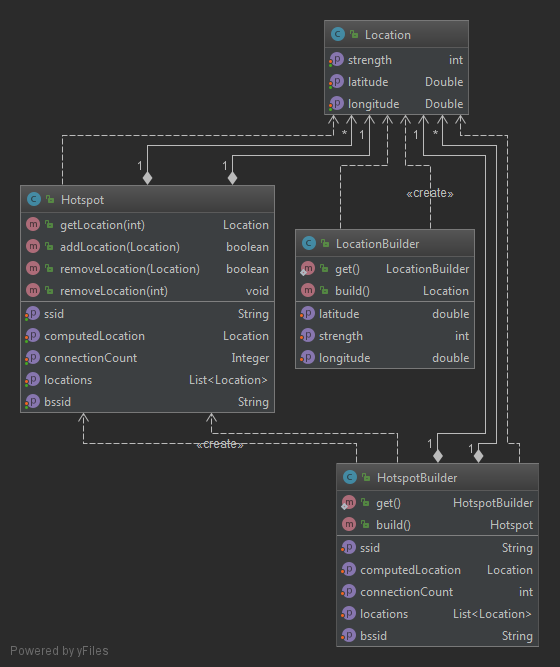 C Location
p strength int
p latitude Double
p longitude Double
1 * 1 1 * 1
«create»
C Hotspot
m getLocation(int) Location
m addLocation(Location) boolean
m removeLocation(Location) boolean
m removeLocation(int) void
p ssid String
p computedLocation Location
p connectionCount Integer
p locations List<Location>
p bssid String
C LocationBuilder
m get() LocationBuilder
m build() Location
p latitude double
p strength int
p longitude double
«create»
1 1
C HotspotBuilder
m get() HotspotBuilder
m build() Hotspot
p ssid String
p computedLocation Location
p connectionCount int
p locations List<Location>
p bssid String
Powered by yFiles